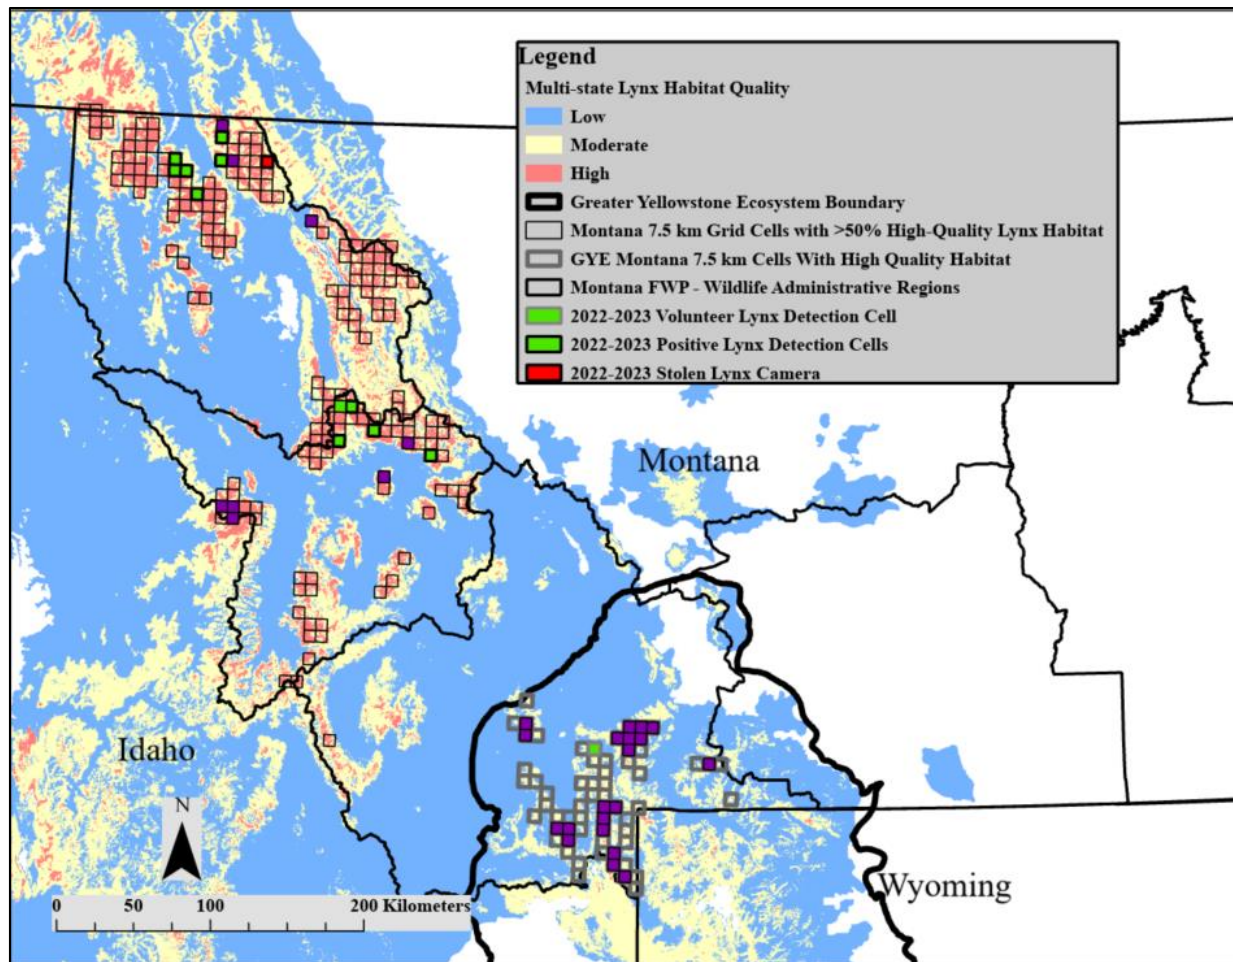 Legend
Multi-state Lynx Habitat Quality
Low
Moderate
High
Greater Yellowstone Ecosystem Boundary
Montana 7.5 km Grid Cells with >50% High-Quality Lynx Habitat
GYE Montana 7.5 km Cells With High Quality Habitat
Montana FWP - Wildlife Administrative Regions
2022-2023 Volunteer Lynx Detection Cell
2022-2023 Positive Lynx Detection Cells
2022-2023 Stolen Lynx Camera
Montana
Idaho
N
Wyoming
200 Kilometers
0 50 100